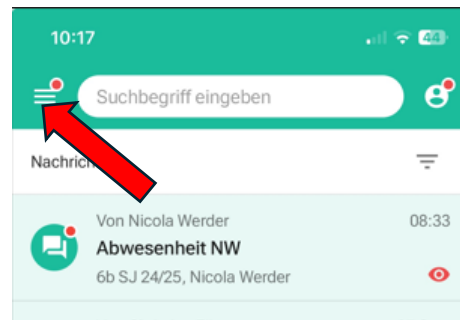 10:17
44
Suchbegriff eingeben
Von Nicola Werder
08:33
Abwesenheit NW
6b SJ 24/25, Nicola Werder